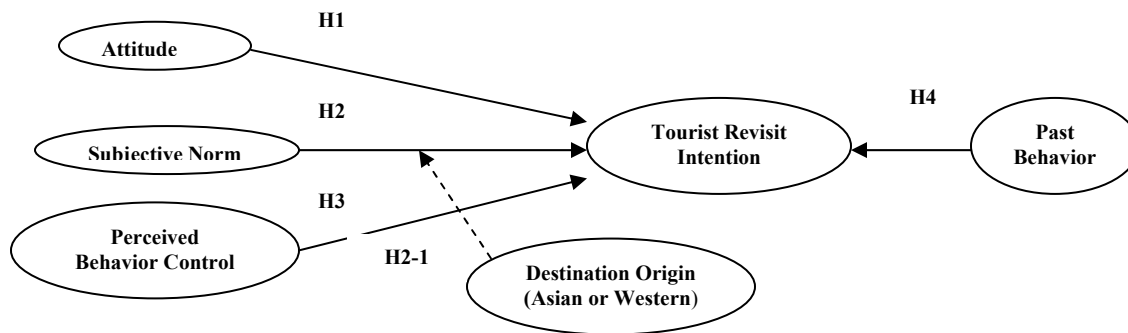 H1
Attitude
H2
Subjective Norm
H3
Perceived
Behavior Control
H2-1
Destination Origin
(Asian or Western)
Tourist Revisit
Intention
H4
Past
Behavior